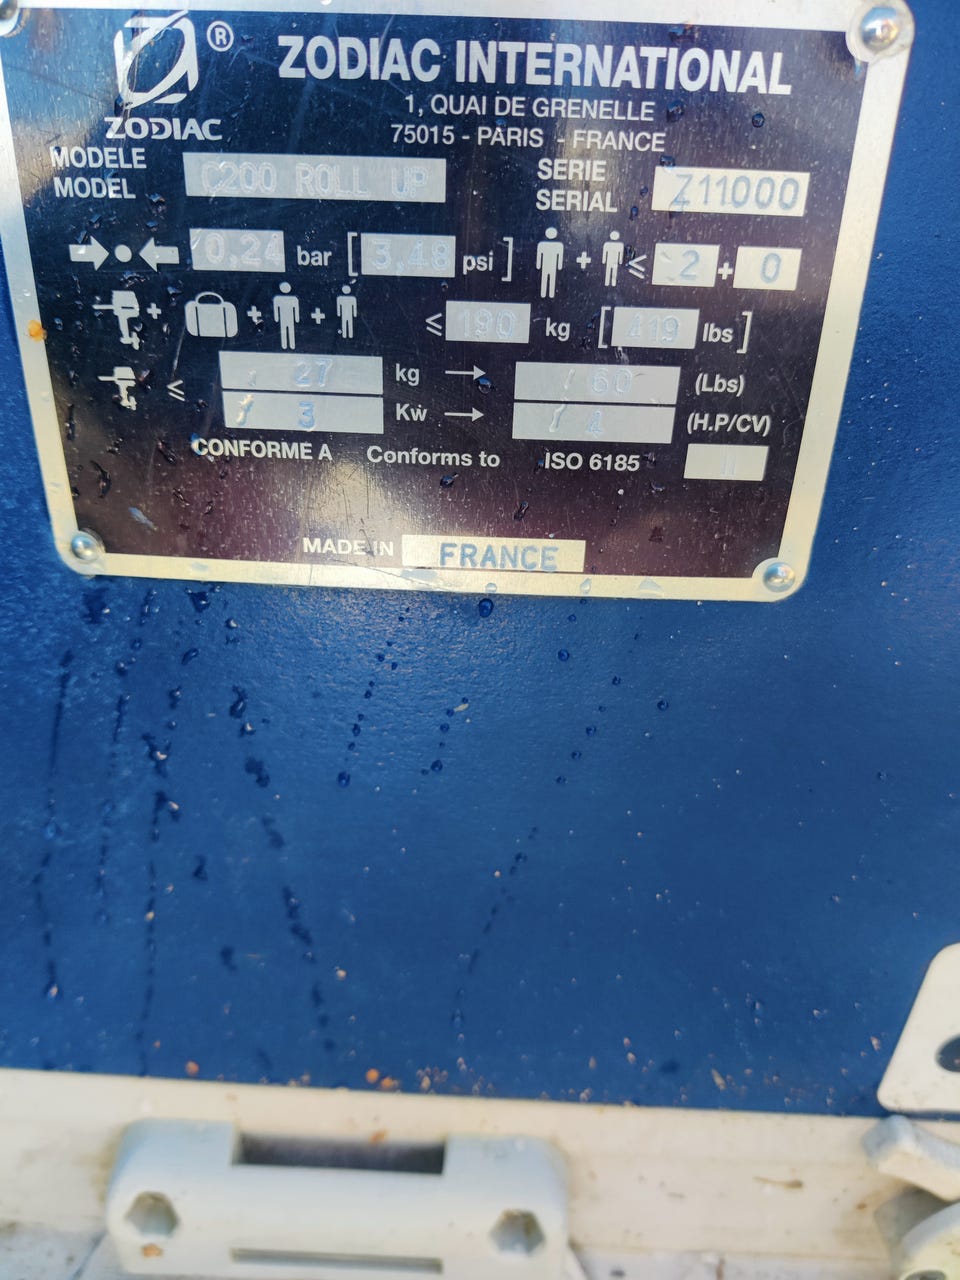 ® ZODIAC INTERNATIONAL
ZODIAC
1, QUAI DE GRENELLE
75015 - PARIS - FRANCE
MODELE
MODEL C200 ROLL UP
SERIE
SERIAL Z11000
0,24 bar [3,48 psi] + ≤ 2 + 0
+ + + ≤ 190 kg [419 lbs]
≤ 27 kg → 60 (Lbs)
3 Kw → 4 (H.P/CV)
CONFORME A Conforms to ISO 6185
MADE IN FRANCE